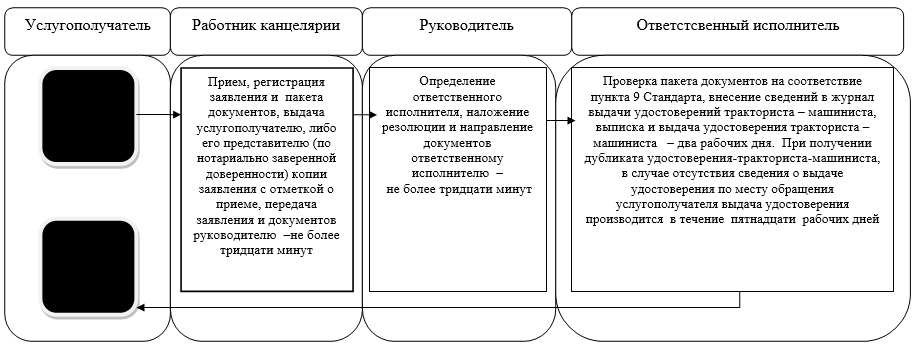 Услугополучатель
Работник канцелярии
Руководитель
Ответстсвенный исполнитель
Прием, регистрация
заявления и пакета
документов, выдача
услугополучателю, либо
его представителю (по
нотариально заверенной
доверенности) копии
заявления с отметкой о
приеме, передача
заявления и документов
руководителю –не более
тридцати минут
Определение
ответственного
исполнителя, наложение
резолюции и направление
документов
ответственному
исполнителю –
не более тридцати минут
Проверка пакета документов на соответствие
пункта 9 Стандарта, внесение сведений в журнал
выдачи удостоверений тракториста – машиниста,
выписка и выдача удостоверения тракториста –
машиниста – два рабочих дня. При получении
дубликата удостоверения-тракториста-машиниста,
в случае отсутствия сведения о выдаче
удостоверения по месту обращения
услугополучателя выдача удостоверения
производится в течение пятнадцати рабочих дней